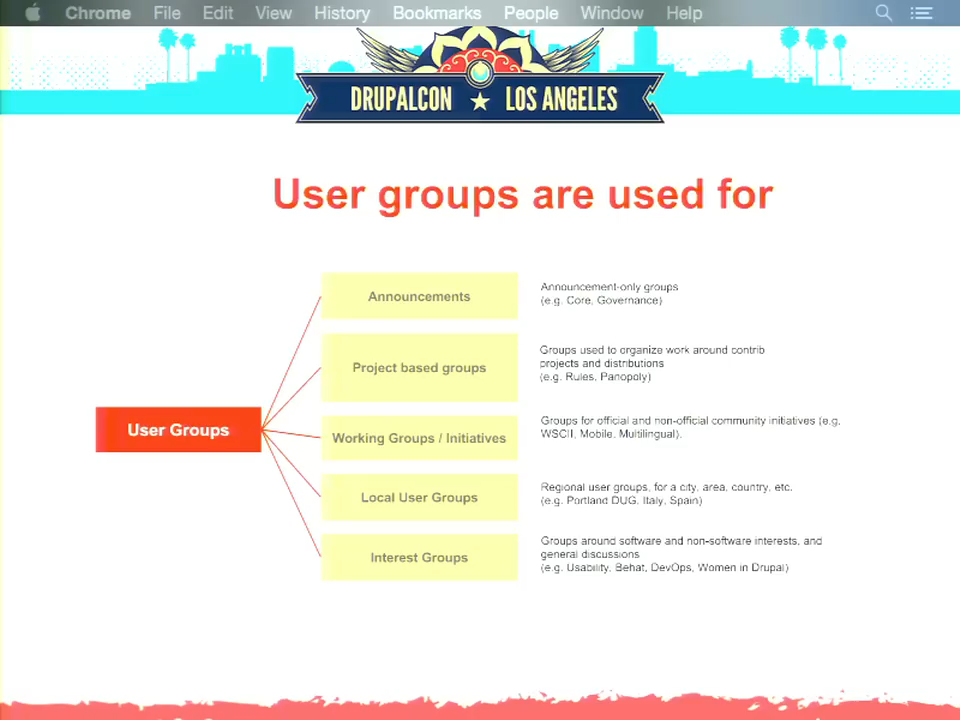 Chrome File Edit View History Bookmarks People Window Help
DRUPALCON ★ LOS ANGELES
User groups are used for
User Groups
Announcements
Announcement-only groups
(e.g. Core, Governance)
Project based groups
Groups used to organize work around contrib
projects and distributions
(e.g. Rules, Panopoly)
Working Groups / Initiatives
Groups for official and non-official community initiatives (e.g.
WSCII, Mobile, Multilingual).
Local User Groups
Regional user groups, for a city, area, country, etc.
(e.g. Portland DUG, Italy, Spain)
Interest Groups
Groups around software and non-software interests, and
general discussions
(e.g. Usability, Behat, DevOps, Women in Drupal)